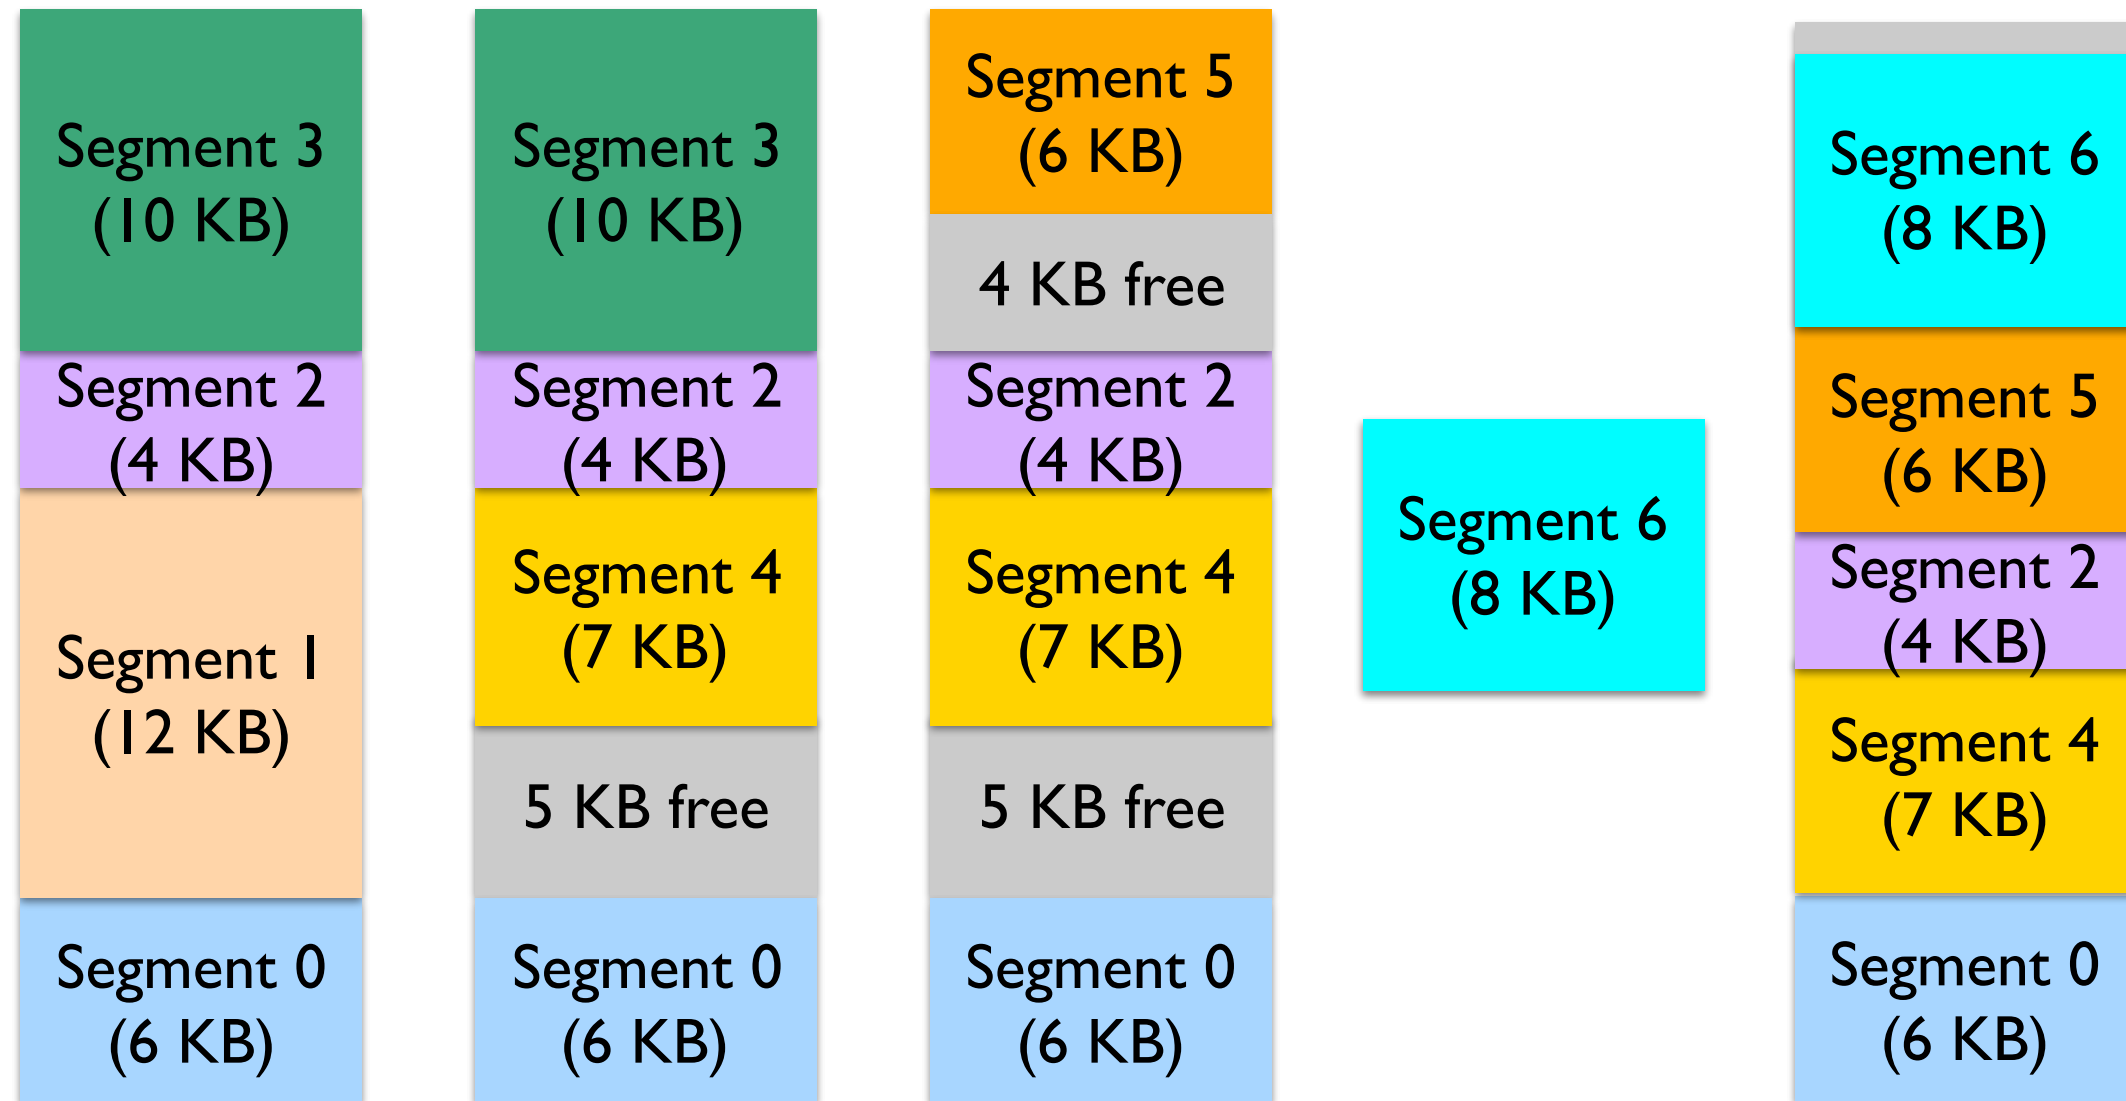 Segment 3
(10 KB)
Segment 2
(4 KB)
Segment 1
(12 KB)
Segment 0
(6 KB)
Segment 3
(10 KB)
Segment 2
(4 KB)
Segment 4
(7 KB)
5 KB free
Segment 0
(6 KB)
Segment 5
(6 KB)
4 KB free
Segment 2
(4 KB)
Segment 4
(7 KB)
5 KB free
Segment 0
(6 KB)
Segment 6
(8 KB)
Segment 6
(8 KB)
Segment 5
(6 KB)
Segment 2
(4 KB)
Segment 4
(7 KB)
Segment 0
(6 KB)